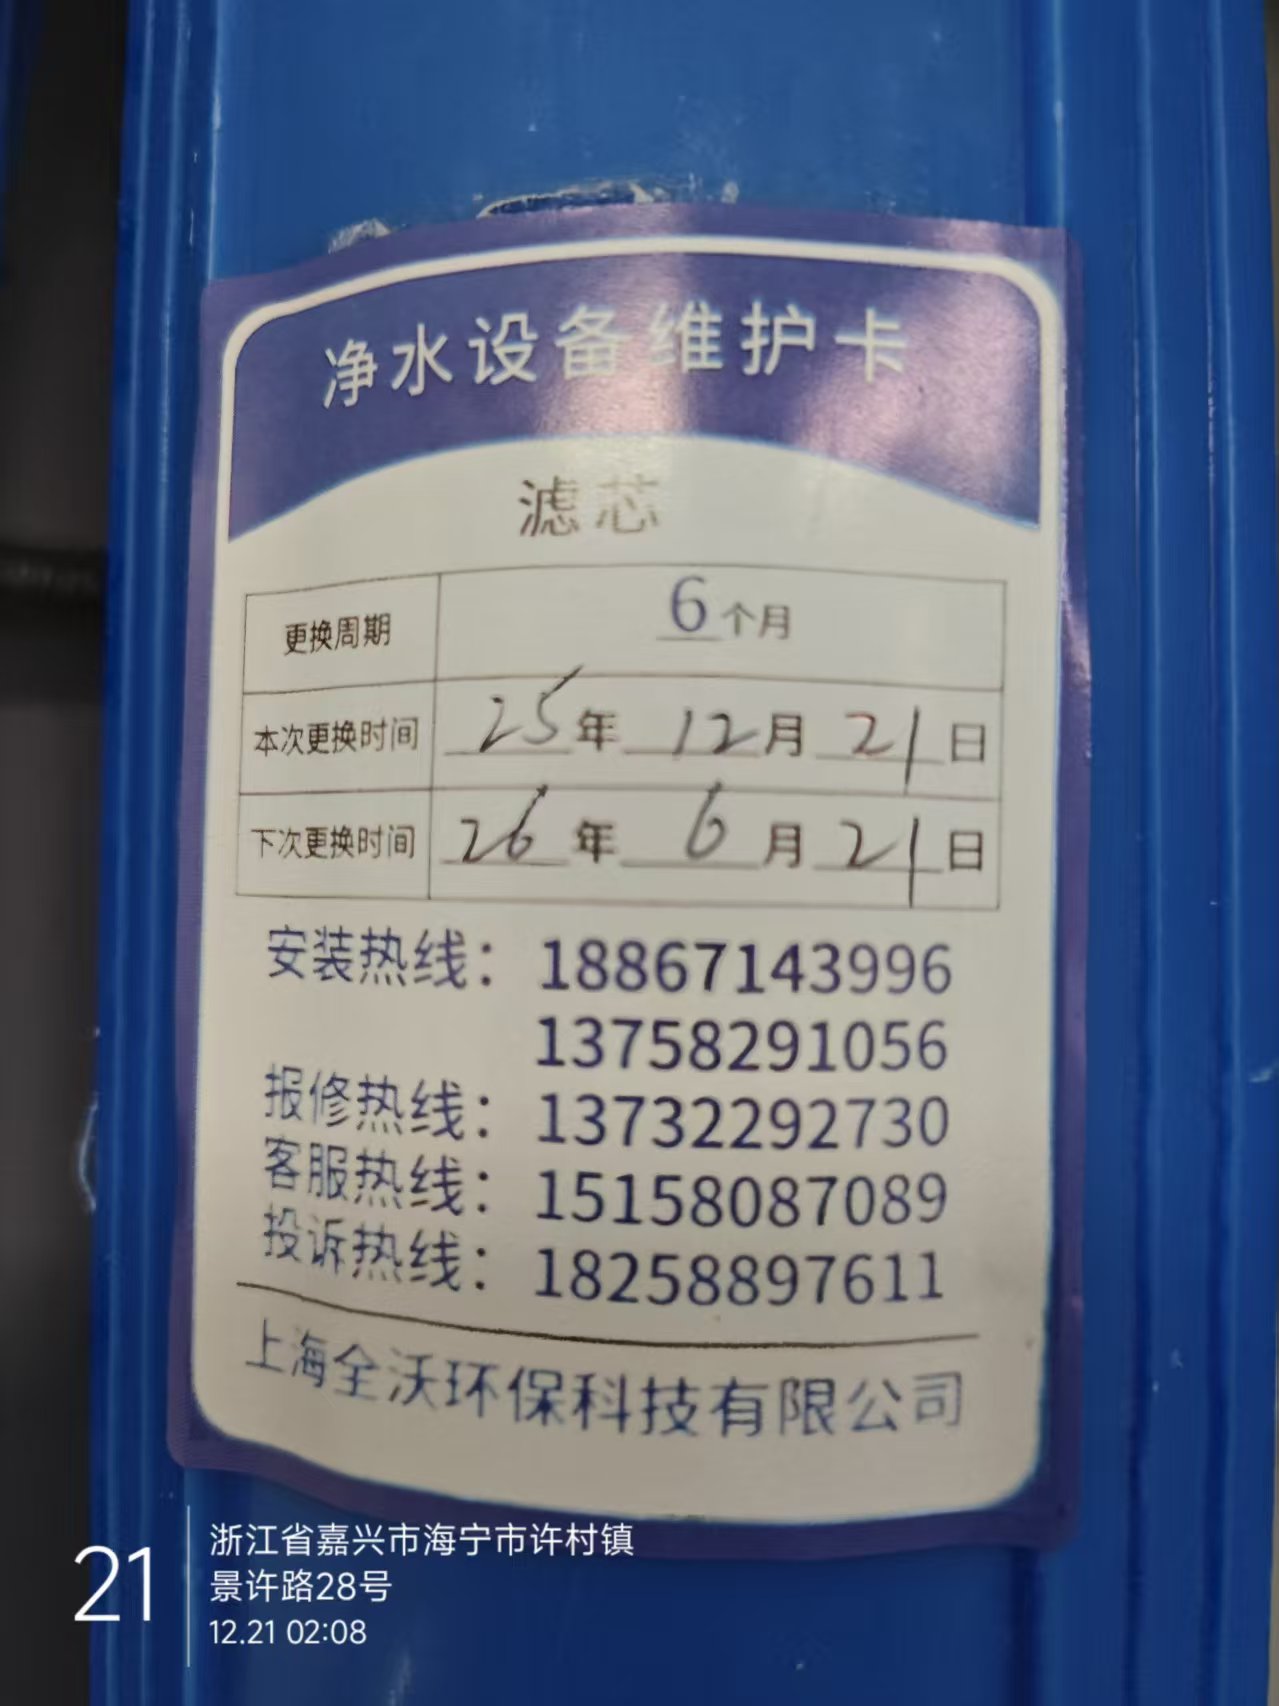 净水设备维护卡
滤芯
更换周期 6个月
本次更换时间 25年12月21日
下次更换时间 26年6月21日
安装热线：18867143996
13758291056
报修热线：13732292730
客服热线：15158087089
投诉热线：18258897611
上海全沃环保科技有限公司
21
浙江省嘉兴市海宁市许村镇
景许路28号
12.21 02:08